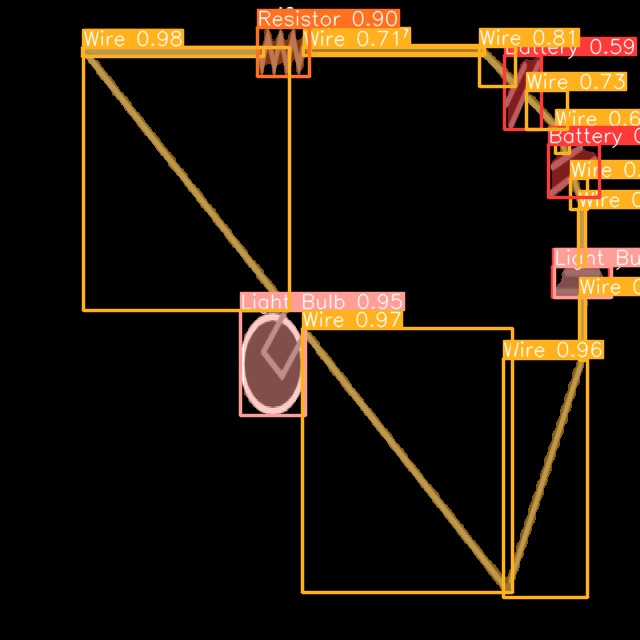 Resistor 0.90
Wire 0.98
Wire 0.71
Wire 0.81
Battery 0.59
Wire 0.73
Wire 0.6
Battery 0
Wire 0.
Wire 0
Light Bu
Wire 0
Light Bulb 0.95
Wire 0.97
Wire 0.96